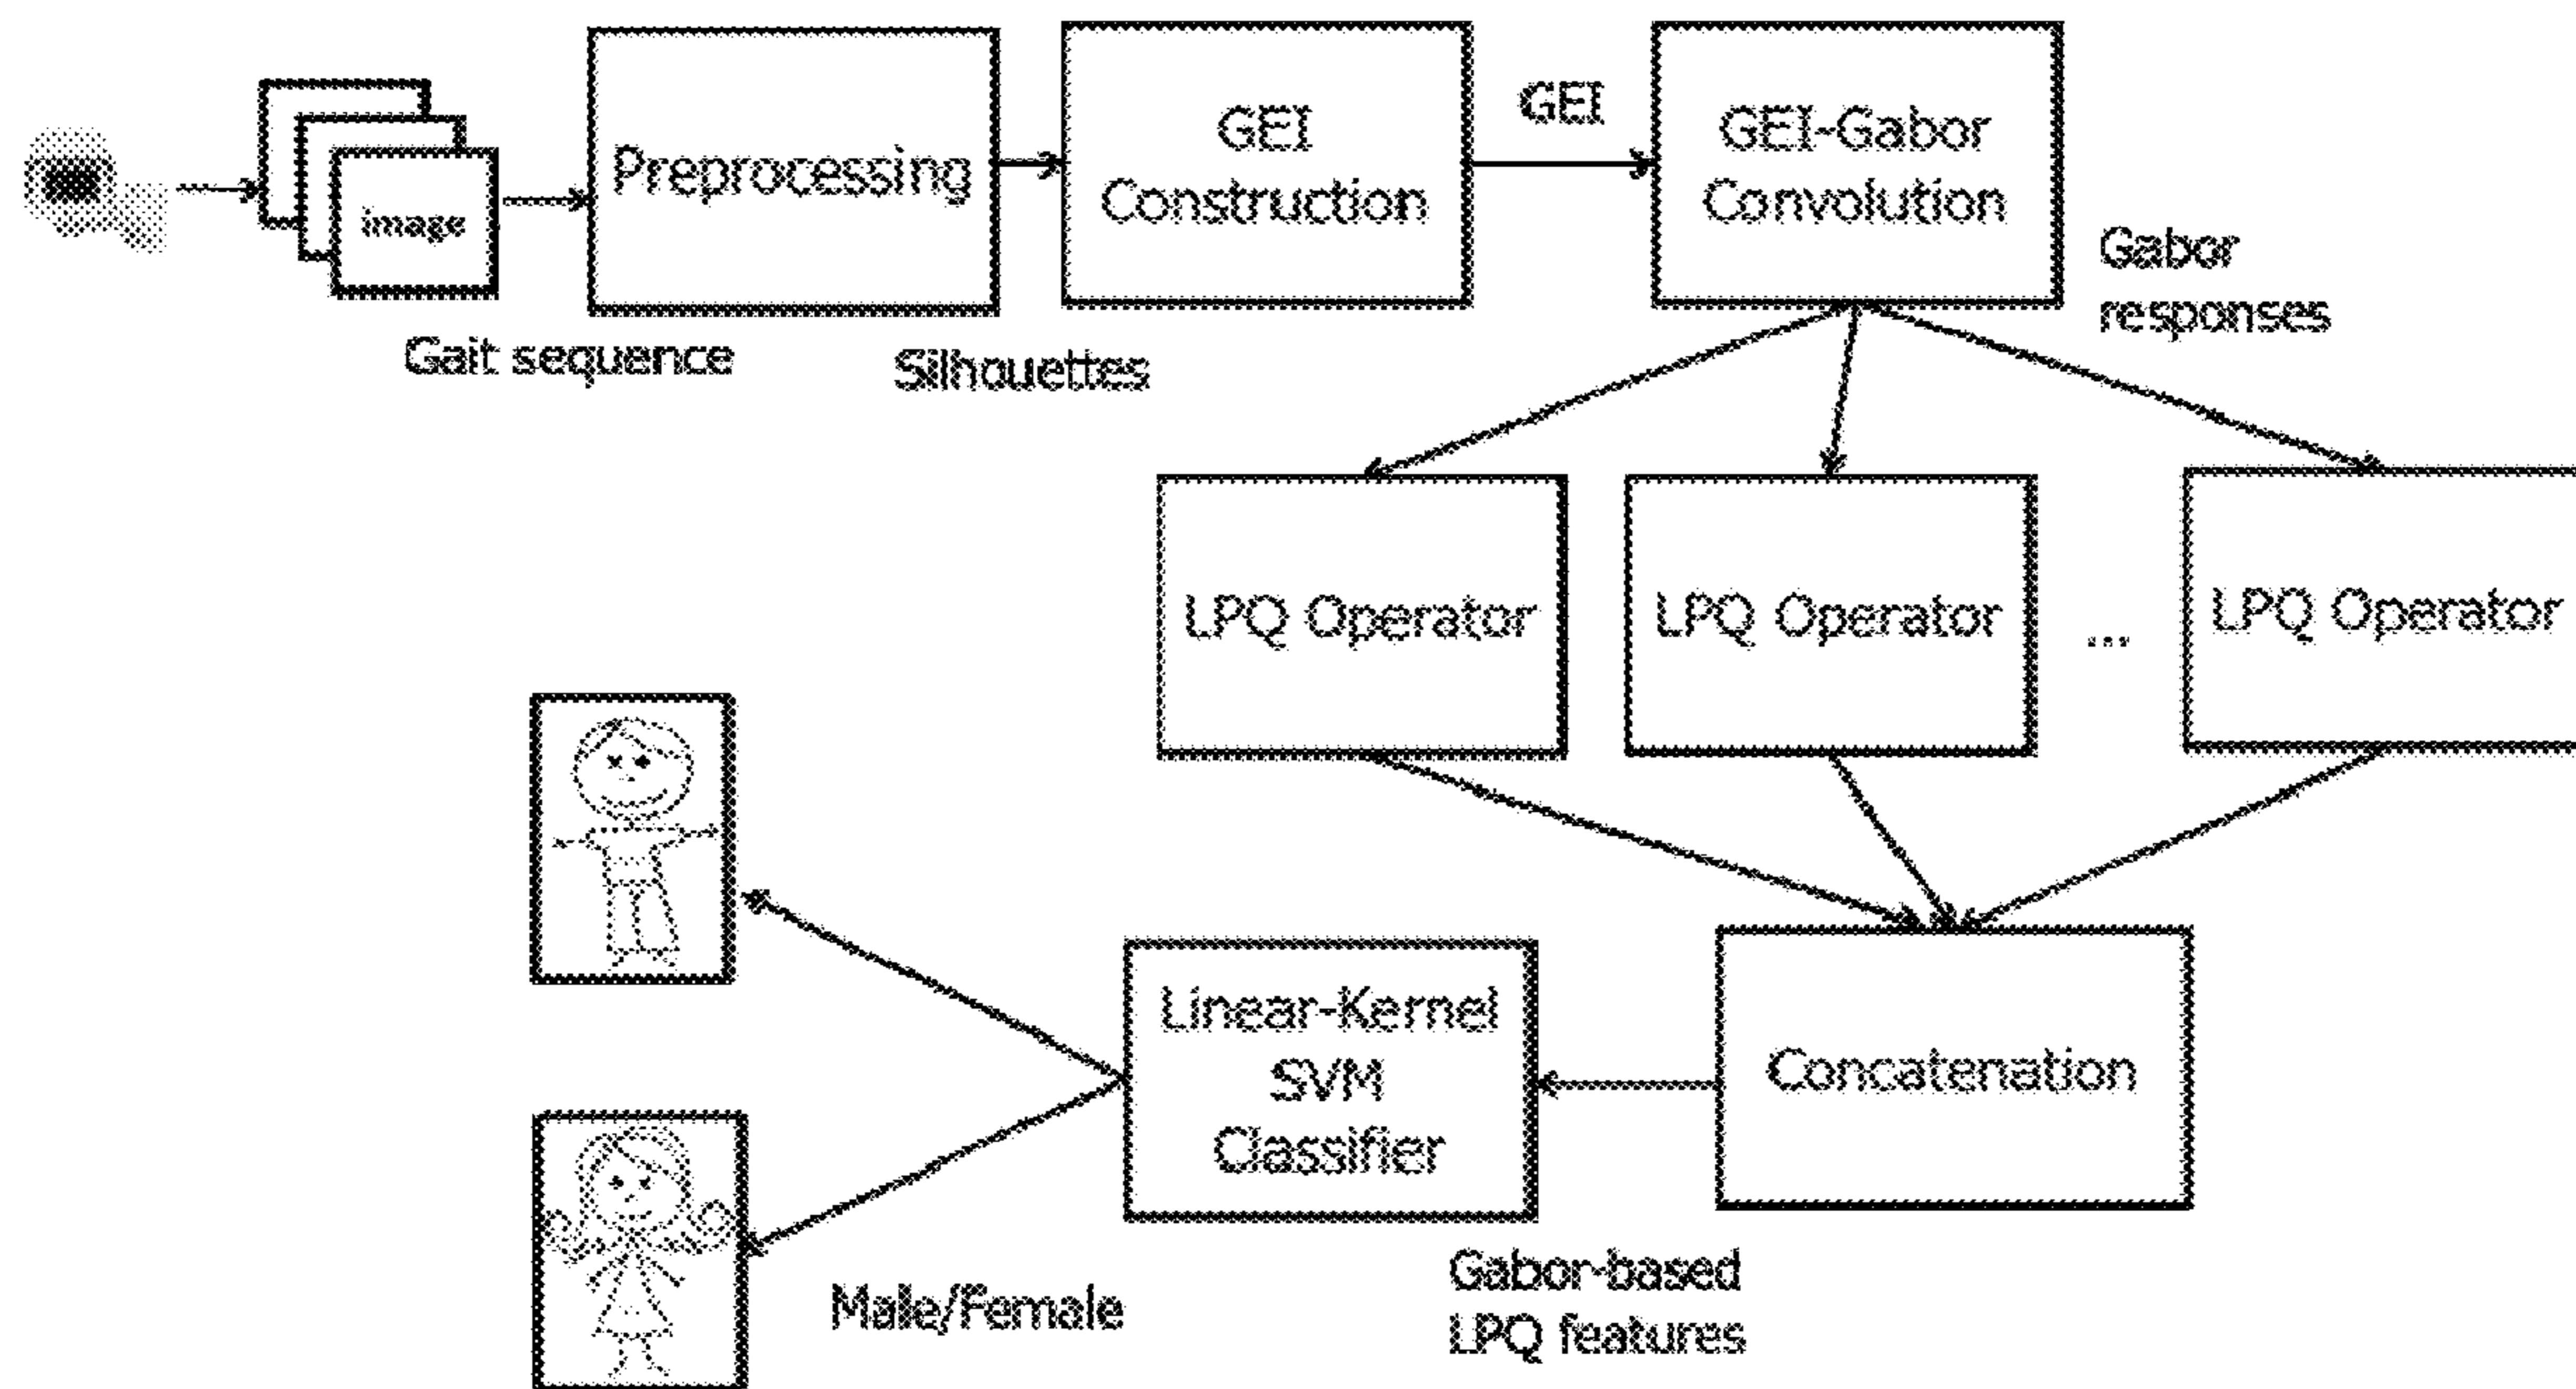 image
Gait sequence
Preprocessing
Silhouettes
GEI
Construction
GEI
GEI-Gabor
Convolution
Gabor
responses
LPQ Operator
LPQ Operator
...
LPQ Operator
Concatenation
Gabor-based
LPQ features
Linear-Kernel
SVM
Classifier
Male/Female